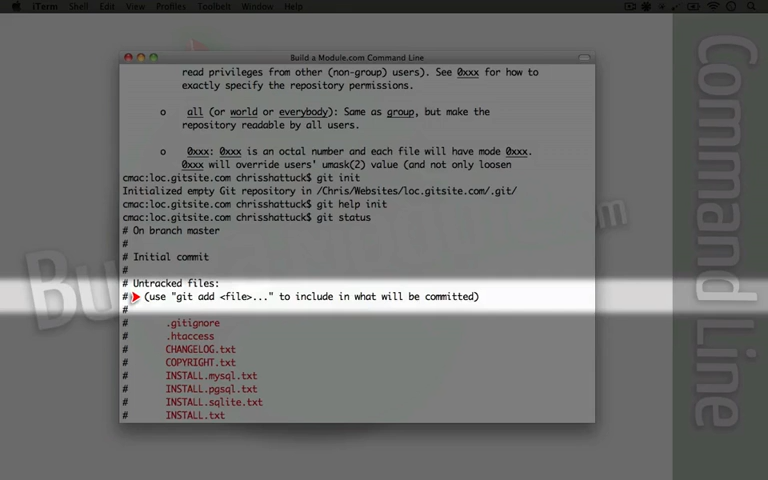 iTerm Shell Edit View Profiles Toolbelt Window Help
Build a Module.com Command Line
read privileges from other (non-group) users). See 0xxx for how to
exactly specify the repository permissions.
o all (or world or everybody): Same as group, but make the
repository readable by all users.
o 0xxx: 0xxx is an octal number and each file will have mode 0xxx.
0xxx will override users' umask(2) value (and not only loosen
cmac:loc.gitsite.com chrisshattuck$ git init
Initialized empty Git repository in /Chris/Websites/loc.gitsite.com/.git/
cmac:loc.gitsite.com chrisshattuck$ git help init
cmac:loc.gitsite.com chrisshattuck$ git status
# On branch master
#
# Initial commit
#
# Untracked files:
# (use "git add <file>..." to include in what will be committed)
#
# .gitignore
# .htaccess
# CHANGELOG.txt
# COPYRIGHT.txt
# INSTALL.mysql.txt
# INSTALL.pgsql.txt
# INSTALL.sqlite.txt
# INSTALL.txt
Command Line